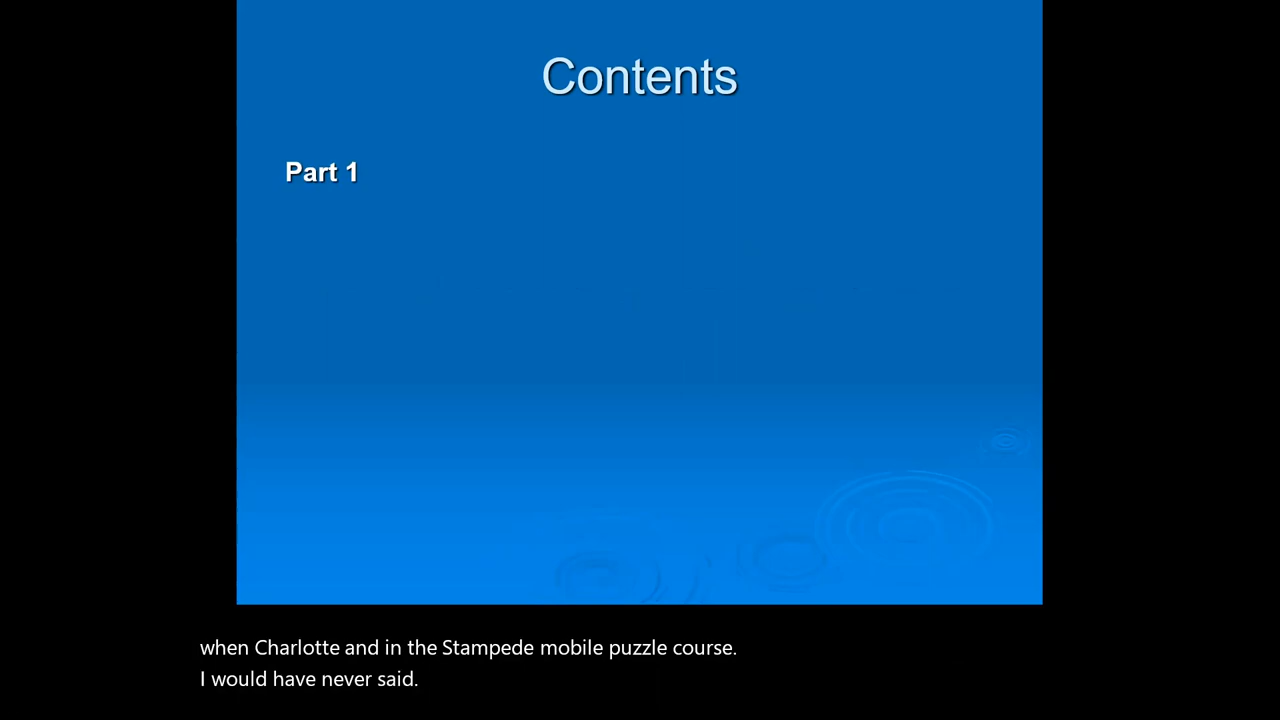 Contents
Part 1
when Charlotte and in the Stampede mobile puzzle course.
I would have never said.